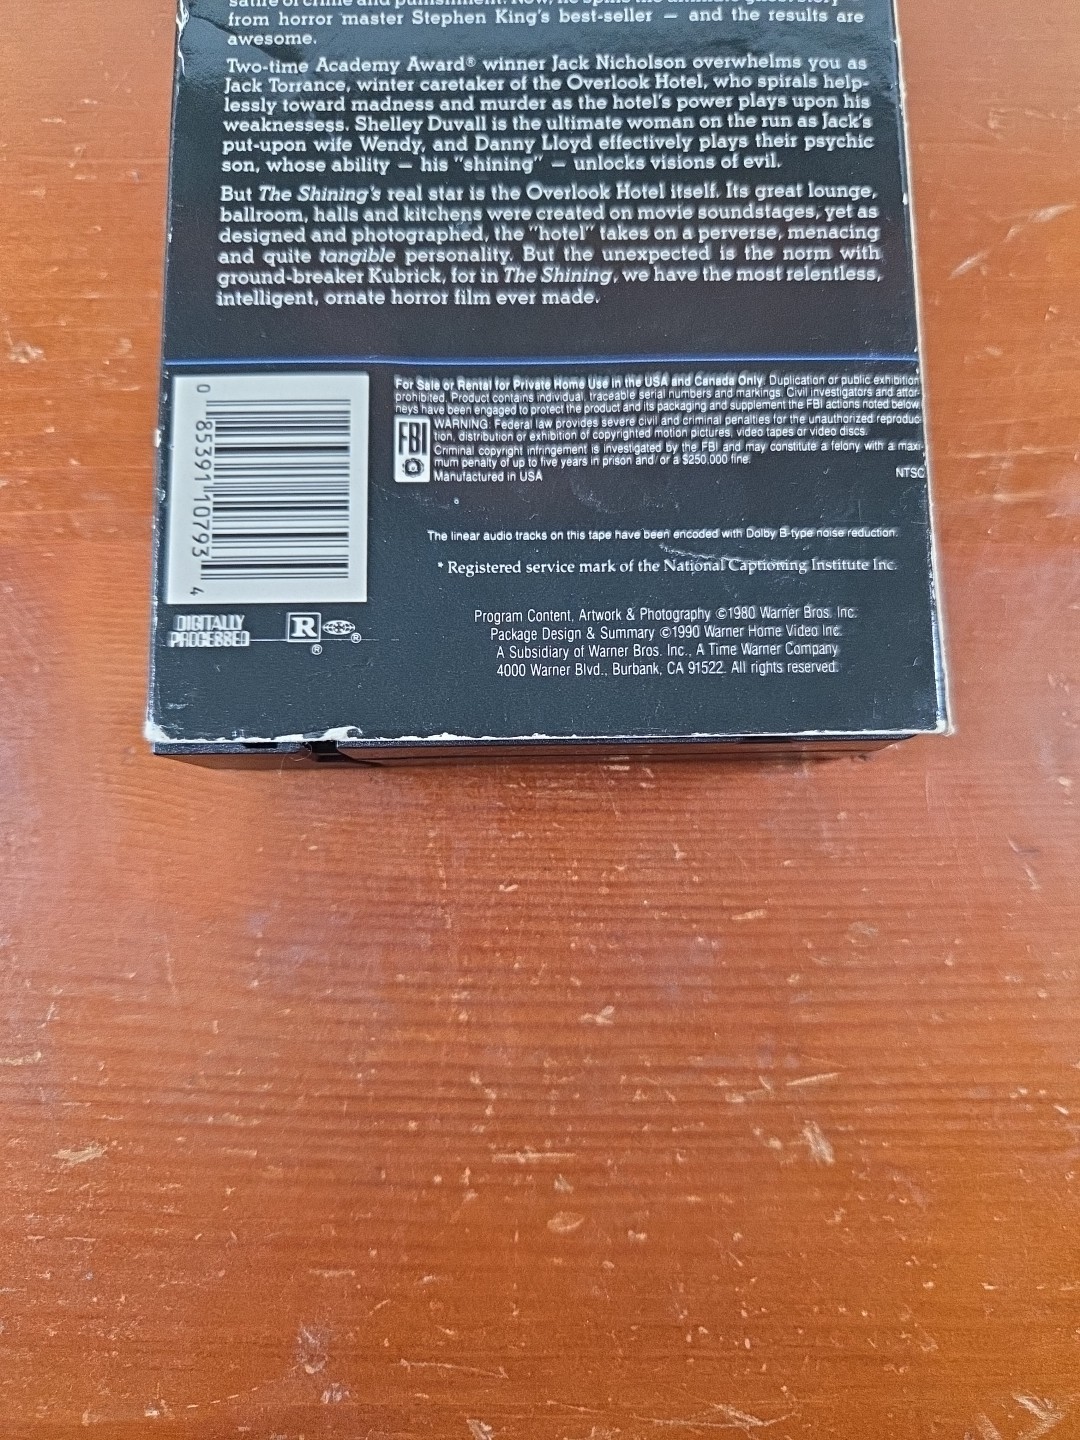 satire of crime and punishment. Now, he spins the ultimate ghost story —
from horror master Stephen King's best-seller — and the results are
awesome.
Two-time Academy Award® winner Jack Nicholson overwhelms you as
Jack Torrance, winter caretaker of the Overlook Hotel, who spirals help-
lessly toward madness and murder as the hotel's power plays upon his
weaknessess. Shelley Duvall is the ultimate woman on the run as Jack's
put-upon wife Wendy, and Danny Lloyd effectively plays their psychic
son, whose ability — his "shining" — unlocks visions of evil.
But The Shining's real star is the Overlook Hotel itself. Its great lounge,
ballroom, halls and kitchens were created on movie soundstages, yet as
designed and photographed, the "hotel" takes on a perverse, menacing
and quite tangible personality. But the unexpected is the norm with
ground-breaker Kubrick, for in The Shining, we have the most relentless,
intelligent, ornate horror film ever made.
0 85391 10793 4
For Sale or Rental for Private Home Use in the USA and Canada Only. Duplication or public exhibition
prohibited. Product contains individual, traceable serial numbers and markings. Civil investigators and attor-
neys have been engaged to protect the product and its packaging and supplement the FBI actions noted below.
FBI
WARNING: Federal law provides severe civil and criminal penalties for the unauthorized reproduc-
tion, distribution or exhibition of copyrighted motion pictures, video tapes or video discs.
Criminal copyright infringement is investigated by the FBI and may constitute a felony with a maxi-
mum penalty of up to five years in prison and/or a $250,000 fine.
Manufactured in USA
NTSC
The linear audio tracks on this tape have been encoded with Dolby B-type noise reduction.
* Registered service mark of the National Captioning Institute Inc.
DIGITALLY
PROCESSED
R ® ®
Program Content, Artwork & Photography ©1980 Warner Bros. Inc.
Package Design & Summary ©1990 Warner Home Video Inc.
A Subsidiary of Warner Bros. Inc., A Time Warner Company
4000 Warner Blvd., Burbank, CA 91522. All rights reserved.